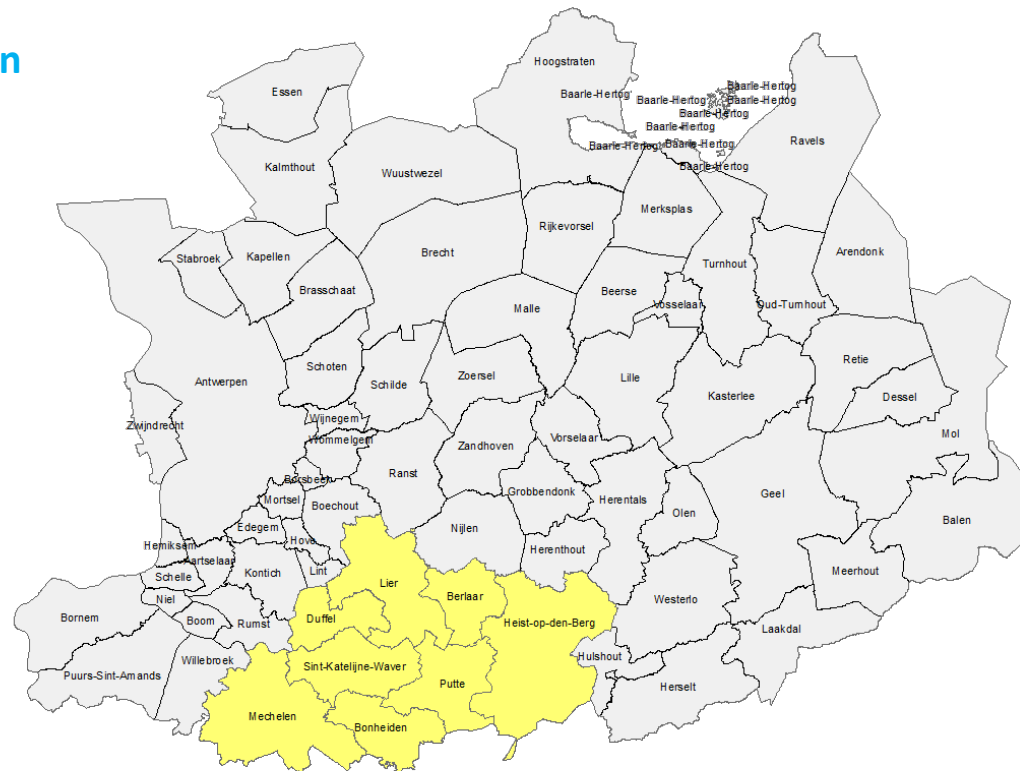 n
Hoogstraten
Essen
Baarle-Hertog
Baarle-Hertog
Baarle-Hertog
Baarle-Hertog
Baarle-Hertog
Baarle-Hertog
Baarle-Hertog
Baarle-Hertog
Baarle-Hertog
Ravels
Kalmthout
Wuustwezel
Merksplas
Rijkevorsel
Brecht
Arendonk
Stabroek
Kapellen
Turnhout
Brasschaat
Beerse
Vosselaar
Oud-Turnhout
Malle
Retie
Schoten
Zoersel
Lille
Antwerpen
Schilde
Kasterlee
Dessel
Wijnegem
Zwijndrecht
Mol
Wommelgem
Vorselaar
Zandhoven
Ranst
Borsbeek
Grobbendonk
Geel
Mortsel
Herentals
Boechout
Olen
Balen
Edegem
Nijlen
Hove
Hemiksem
Herenthout
Aartselaar
Lint
Meerhout
Kontich
Schelle
Lier
Berlaar
Westerlo
Niel
Bornem
Duffel
Boom
Rumst
Heist-op-den-Berg
Laakdal
Hulshout
Willebroek
Sint-Katelijne-Waver
Puurs-Sint-Amands
Putte
Herselt
Mechelen
Bonheiden